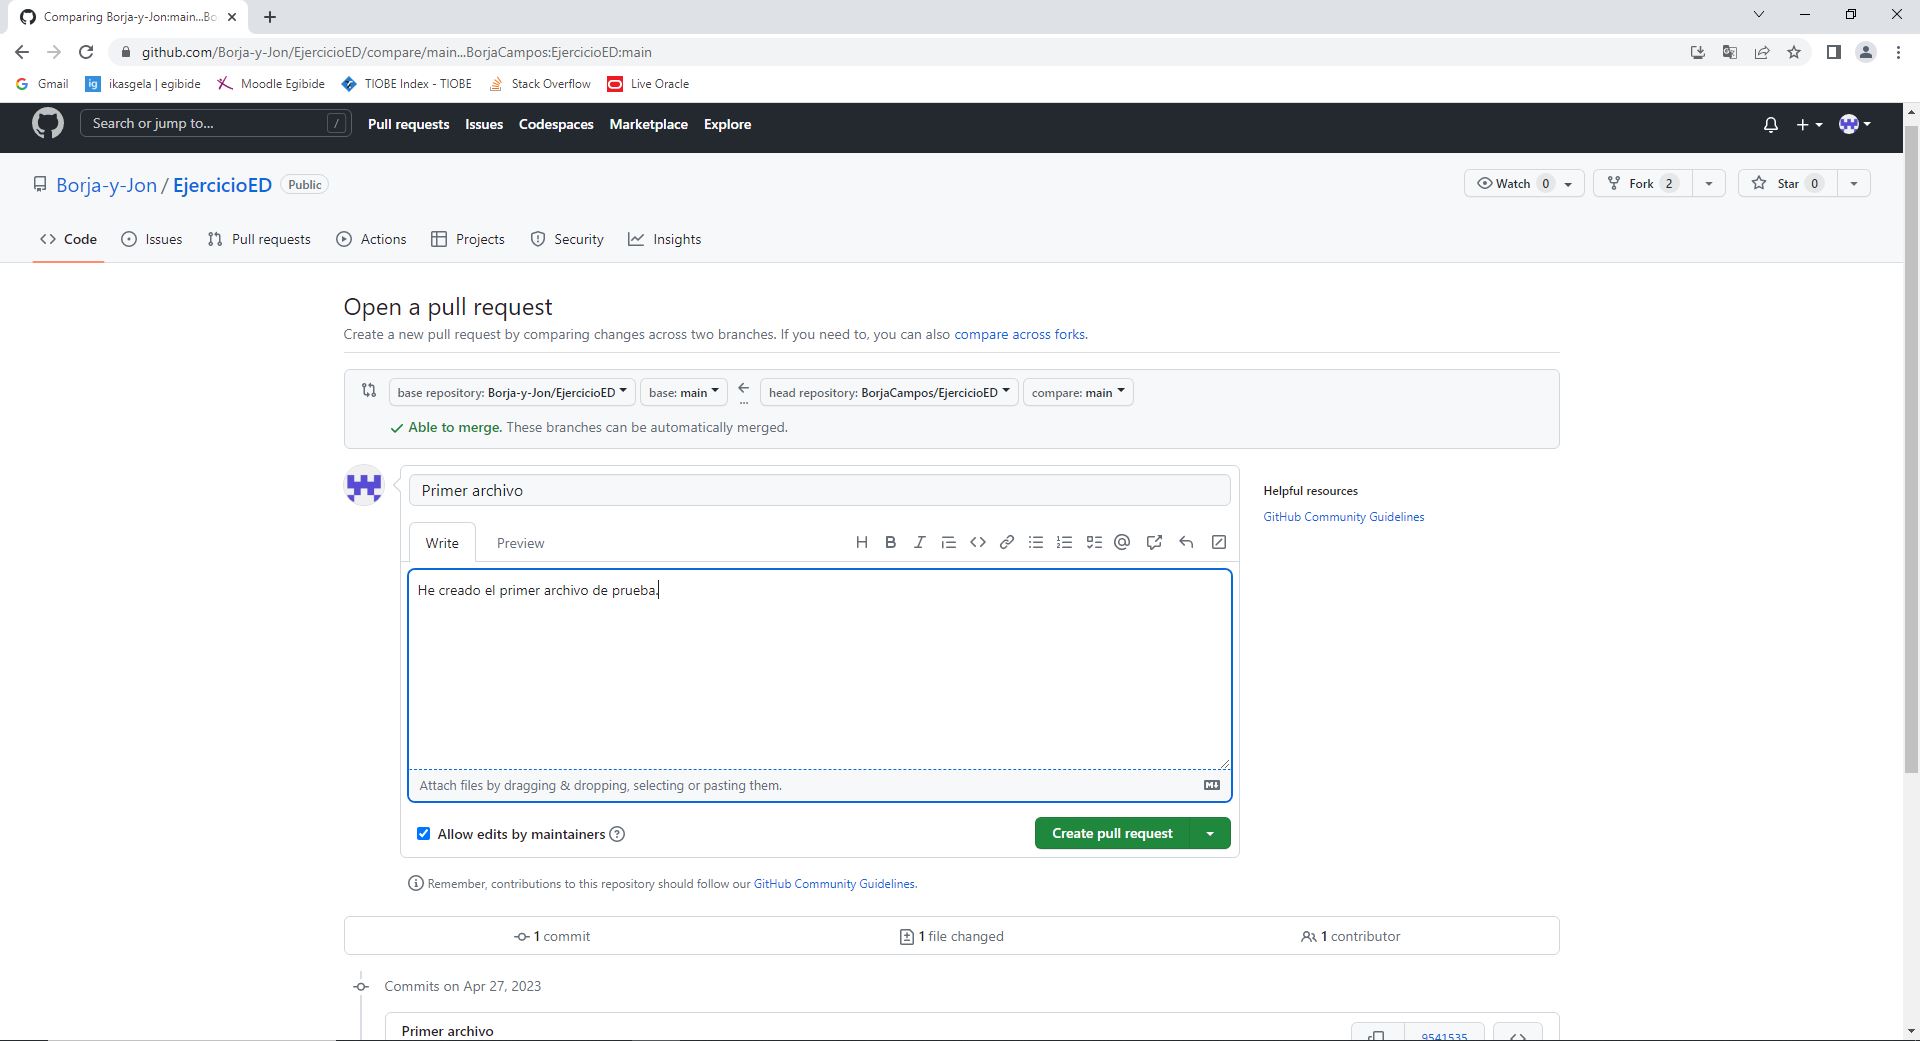 Comparing Borja-y-Jon:main...Bo
github.com/Borja-y-Jon/EjercicioED/compare/main...BorjaCampos:EjercicioED:main
Gmail ikasgela | egibide Moodle Egibide TIOBE Index - TIOBE Stack Overflow Live Oracle
Search or jump to... / Pull requests Issues Codespaces Marketplace Explore
Borja-y-Jon / EjercicioED Public Watch 0 Fork 2 Star 0
Code Issues Pull requests Actions Projects Security Insights
Open a pull request
Create a new pull request by comparing changes across two branches. If you need to, you can also compare across forks.
base repository: Borja-y-Jon/EjercicioED base: main ... head repository: BorjaCampos/EjercicioED compare: main
Able to merge. These branches can be automatically merged.
Primer archivo
Helpful resources
GitHub Community Guidelines
Write Preview
He creado el primer archivo de prueba.
Attach files by dragging & dropping, selecting or pasting them.
Allow edits by maintainers
Create pull request
Remember, contributions to this repository should follow our GitHub Community Guidelines.
1 commit 1 file changed 1 contributor
Commits on Apr 27, 2023
Primer archivo 9541535